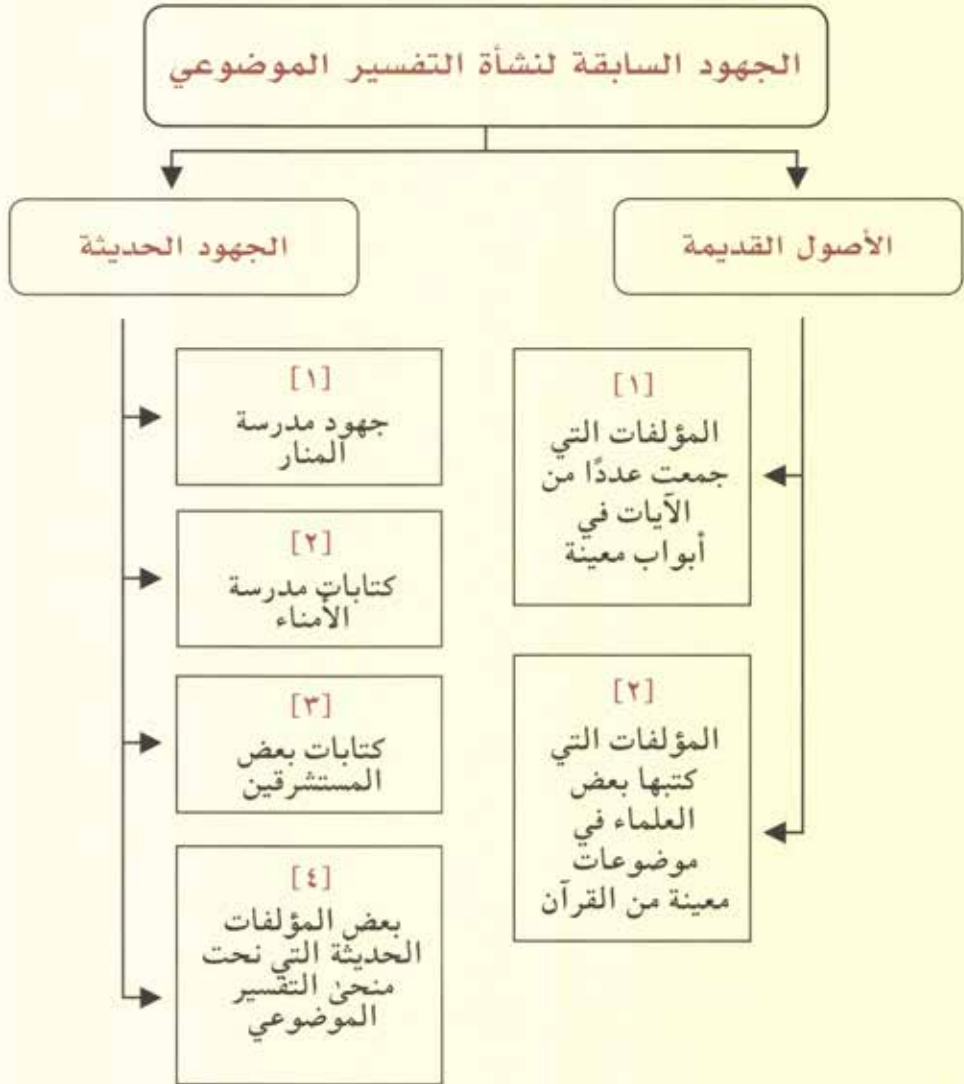 الجهود السابقة لنشأة التفسير الموضوعي
الأصول القديمة
[١]
المؤلفات التي
جمعت عددًا من
الآيات في
أبواب معينة
[٢]
المؤلفات التي
كتبها بعض
العلماء في
موضوعات
معينة من القرآن
الجهود الحديثة
[١]
جهود مدرسة
المنار
[٢]
كتابات مدرسة
الأمناء
[٣]
كتابات بعض
المستشرقين
[٤]
بعض المؤلفات
الحديثة التي نحت
منحىٰ التفسير
الموضوعي